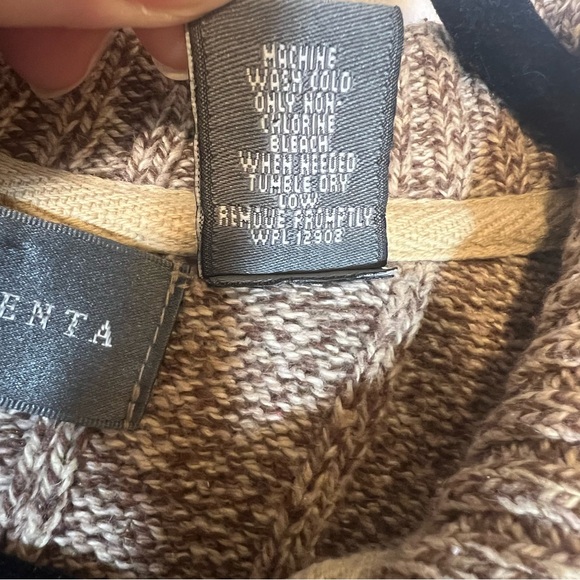 MACHINE
WASH COLD
ONLY NON-
CHLORINE
BLEACH
WHEN NEEDED
TUMBLE DRY
LOW
REMOVE PROMPTLY
WPL 12902
ENTA